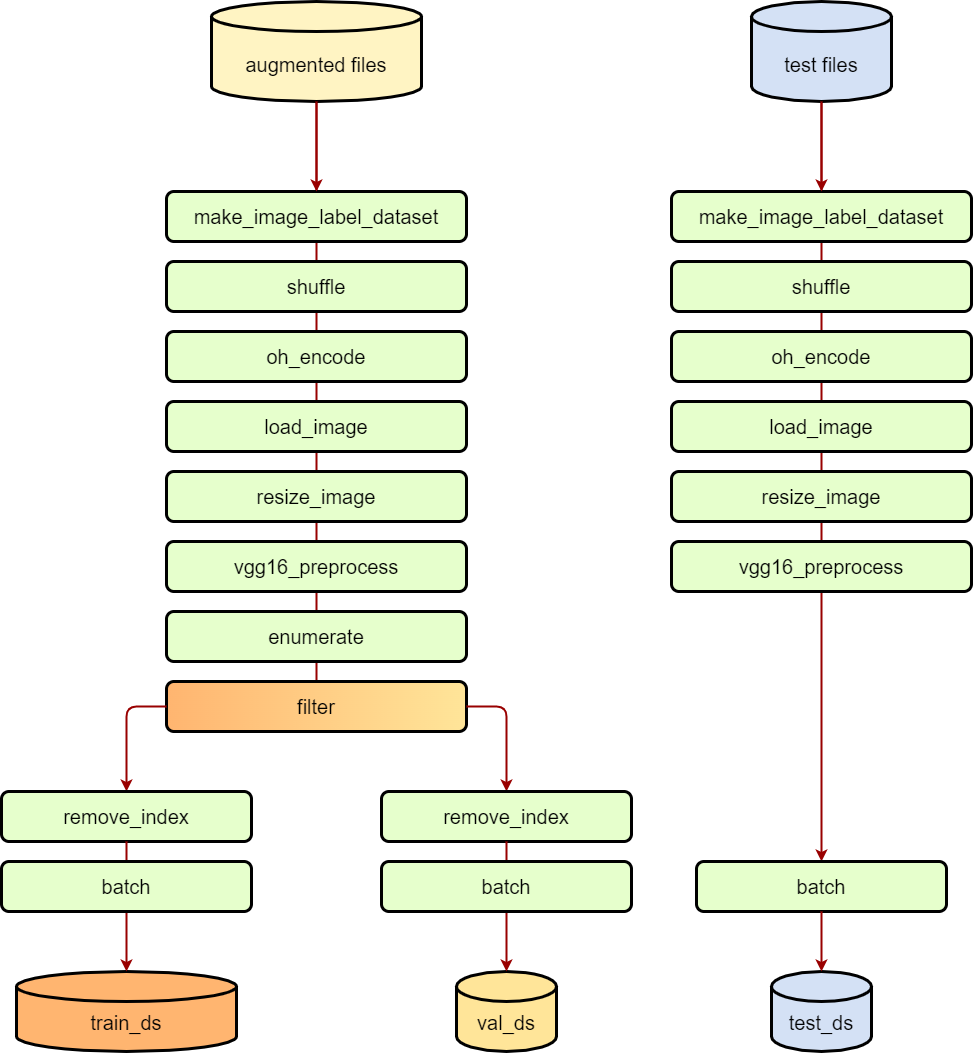 augmented files
make_image_label_dataset
shuffle
oh_encode
load_image
resize_image
vgg16_preprocess
enumerate
filter
remove_index
batch
train_ds
remove_index
batch
val_ds
test files
make_image_label_dataset
shuffle
oh_encode
load_image
resize_image
vgg16_preprocess
batch
test_ds